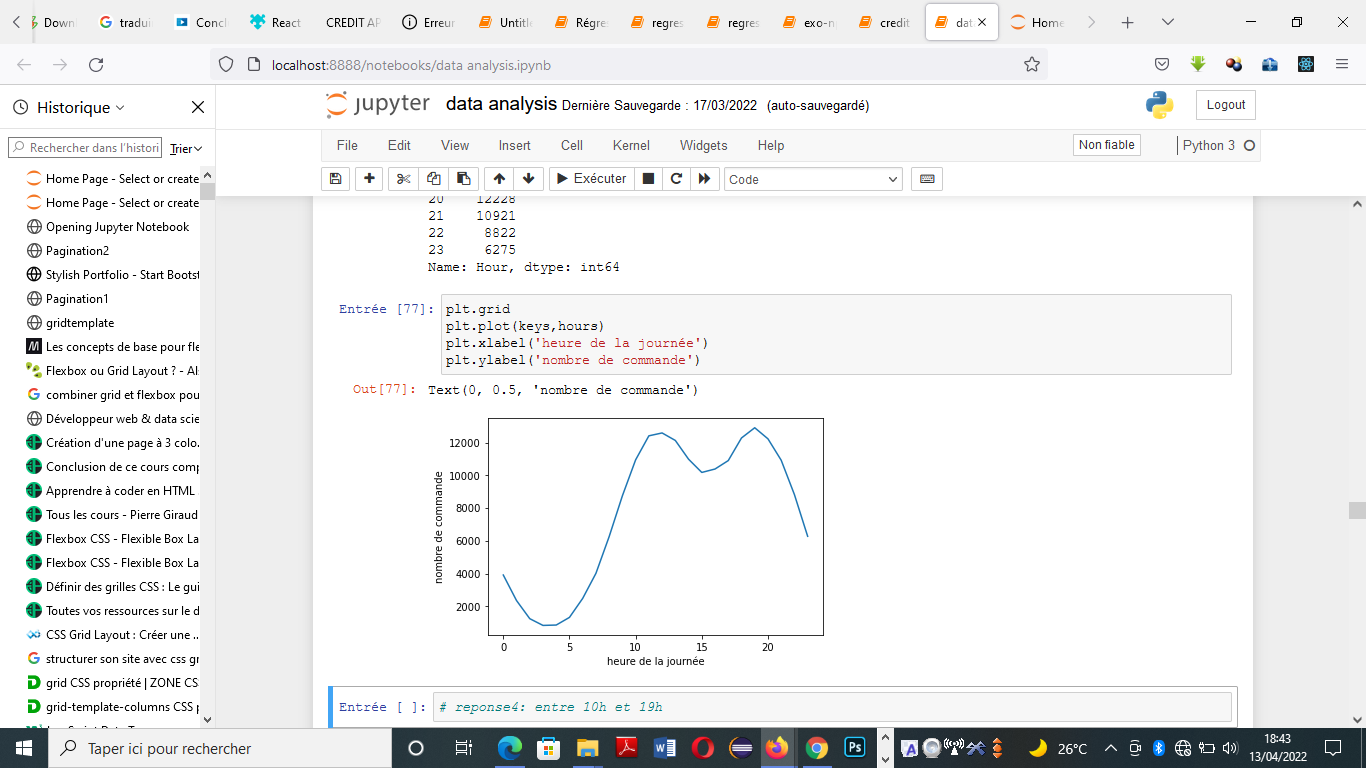 Down
traduir
Concl
React
CREDIT AP
Erreur
Untitle
Régres
regres
regres
exo-n
credit
dat
Home
localhost:8888/notebooks/data analysis.ipynb
Historique
Rechercher dans l'histori
Trier
Home Page - Select or create
Home Page - Select or create
Opening Jupyter Notebook
Pagination2
Stylish Portfolio - Start Bootst
Pagination1
gridtemplate
Les concepts de base pour fle
Flexbox ou Grid Layout ? - Al
combiner grid et flexbox pou
Développeur web & data scie
Création d'une page à 3 colo.
Conclusion de ce cours comp
Apprendre à coder en HTML
Tous les cours - Pierre Giraud
Flexbox CSS - Flexible Box La
Flexbox CSS - Flexible Box La
Définir des grilles CSS : Le gui
Toutes vos ressources sur le d
CSS Grid Layout : Créer une ..
structurer son site avec css gr
grid CSS propriété | ZONE CS
grid-template-columns CSS p
jupyter data analysis Dernière Sauvegarde : 17/03/2022 (auto-sauvegardé)
Logout
File Edit View Insert Cell Kernel Widgets Help
Non fiable
Python 3
Exécuter
Code
20 12228
21 10921
22 8822
23 6275
Name: Hour, dtype: int64
Entrée [77]:
plt.grid
plt.plot(keys,hours)
plt.xlabel('heure de la journée')
plt.ylabel('nombre de commande')
Out[77]: Text(0, 0.5, 'nombre de commande')
12000
10000
8000
6000
4000
2000
nombre de commande
0 5 10 15 20
heure de la journée
Entrée [ ]: # reponse4: entre 10h et 19h
Taper ici pour rechercher
26°C
18:43
13/04/2022